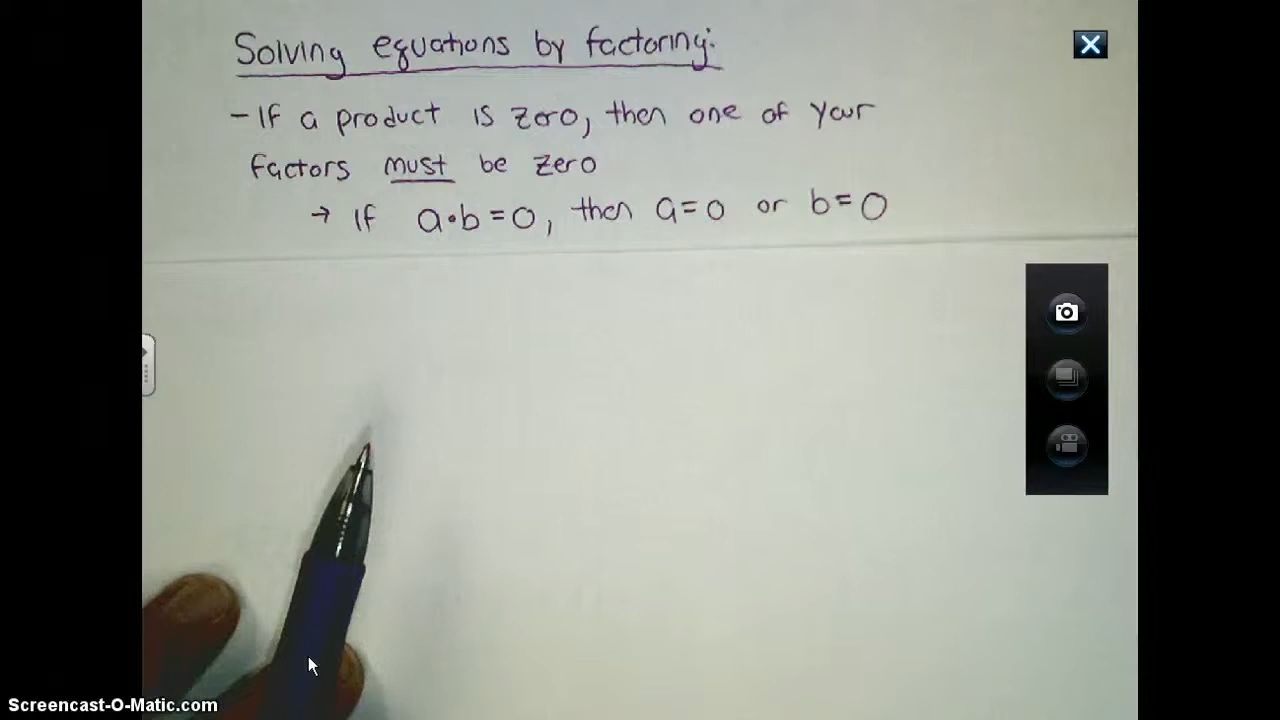 Solving equations by factoring:
- If a product is zero, then one of your
factors must be zero
→ If a·b=0, then a=0 or b=0
Screencast-O-Matic.com